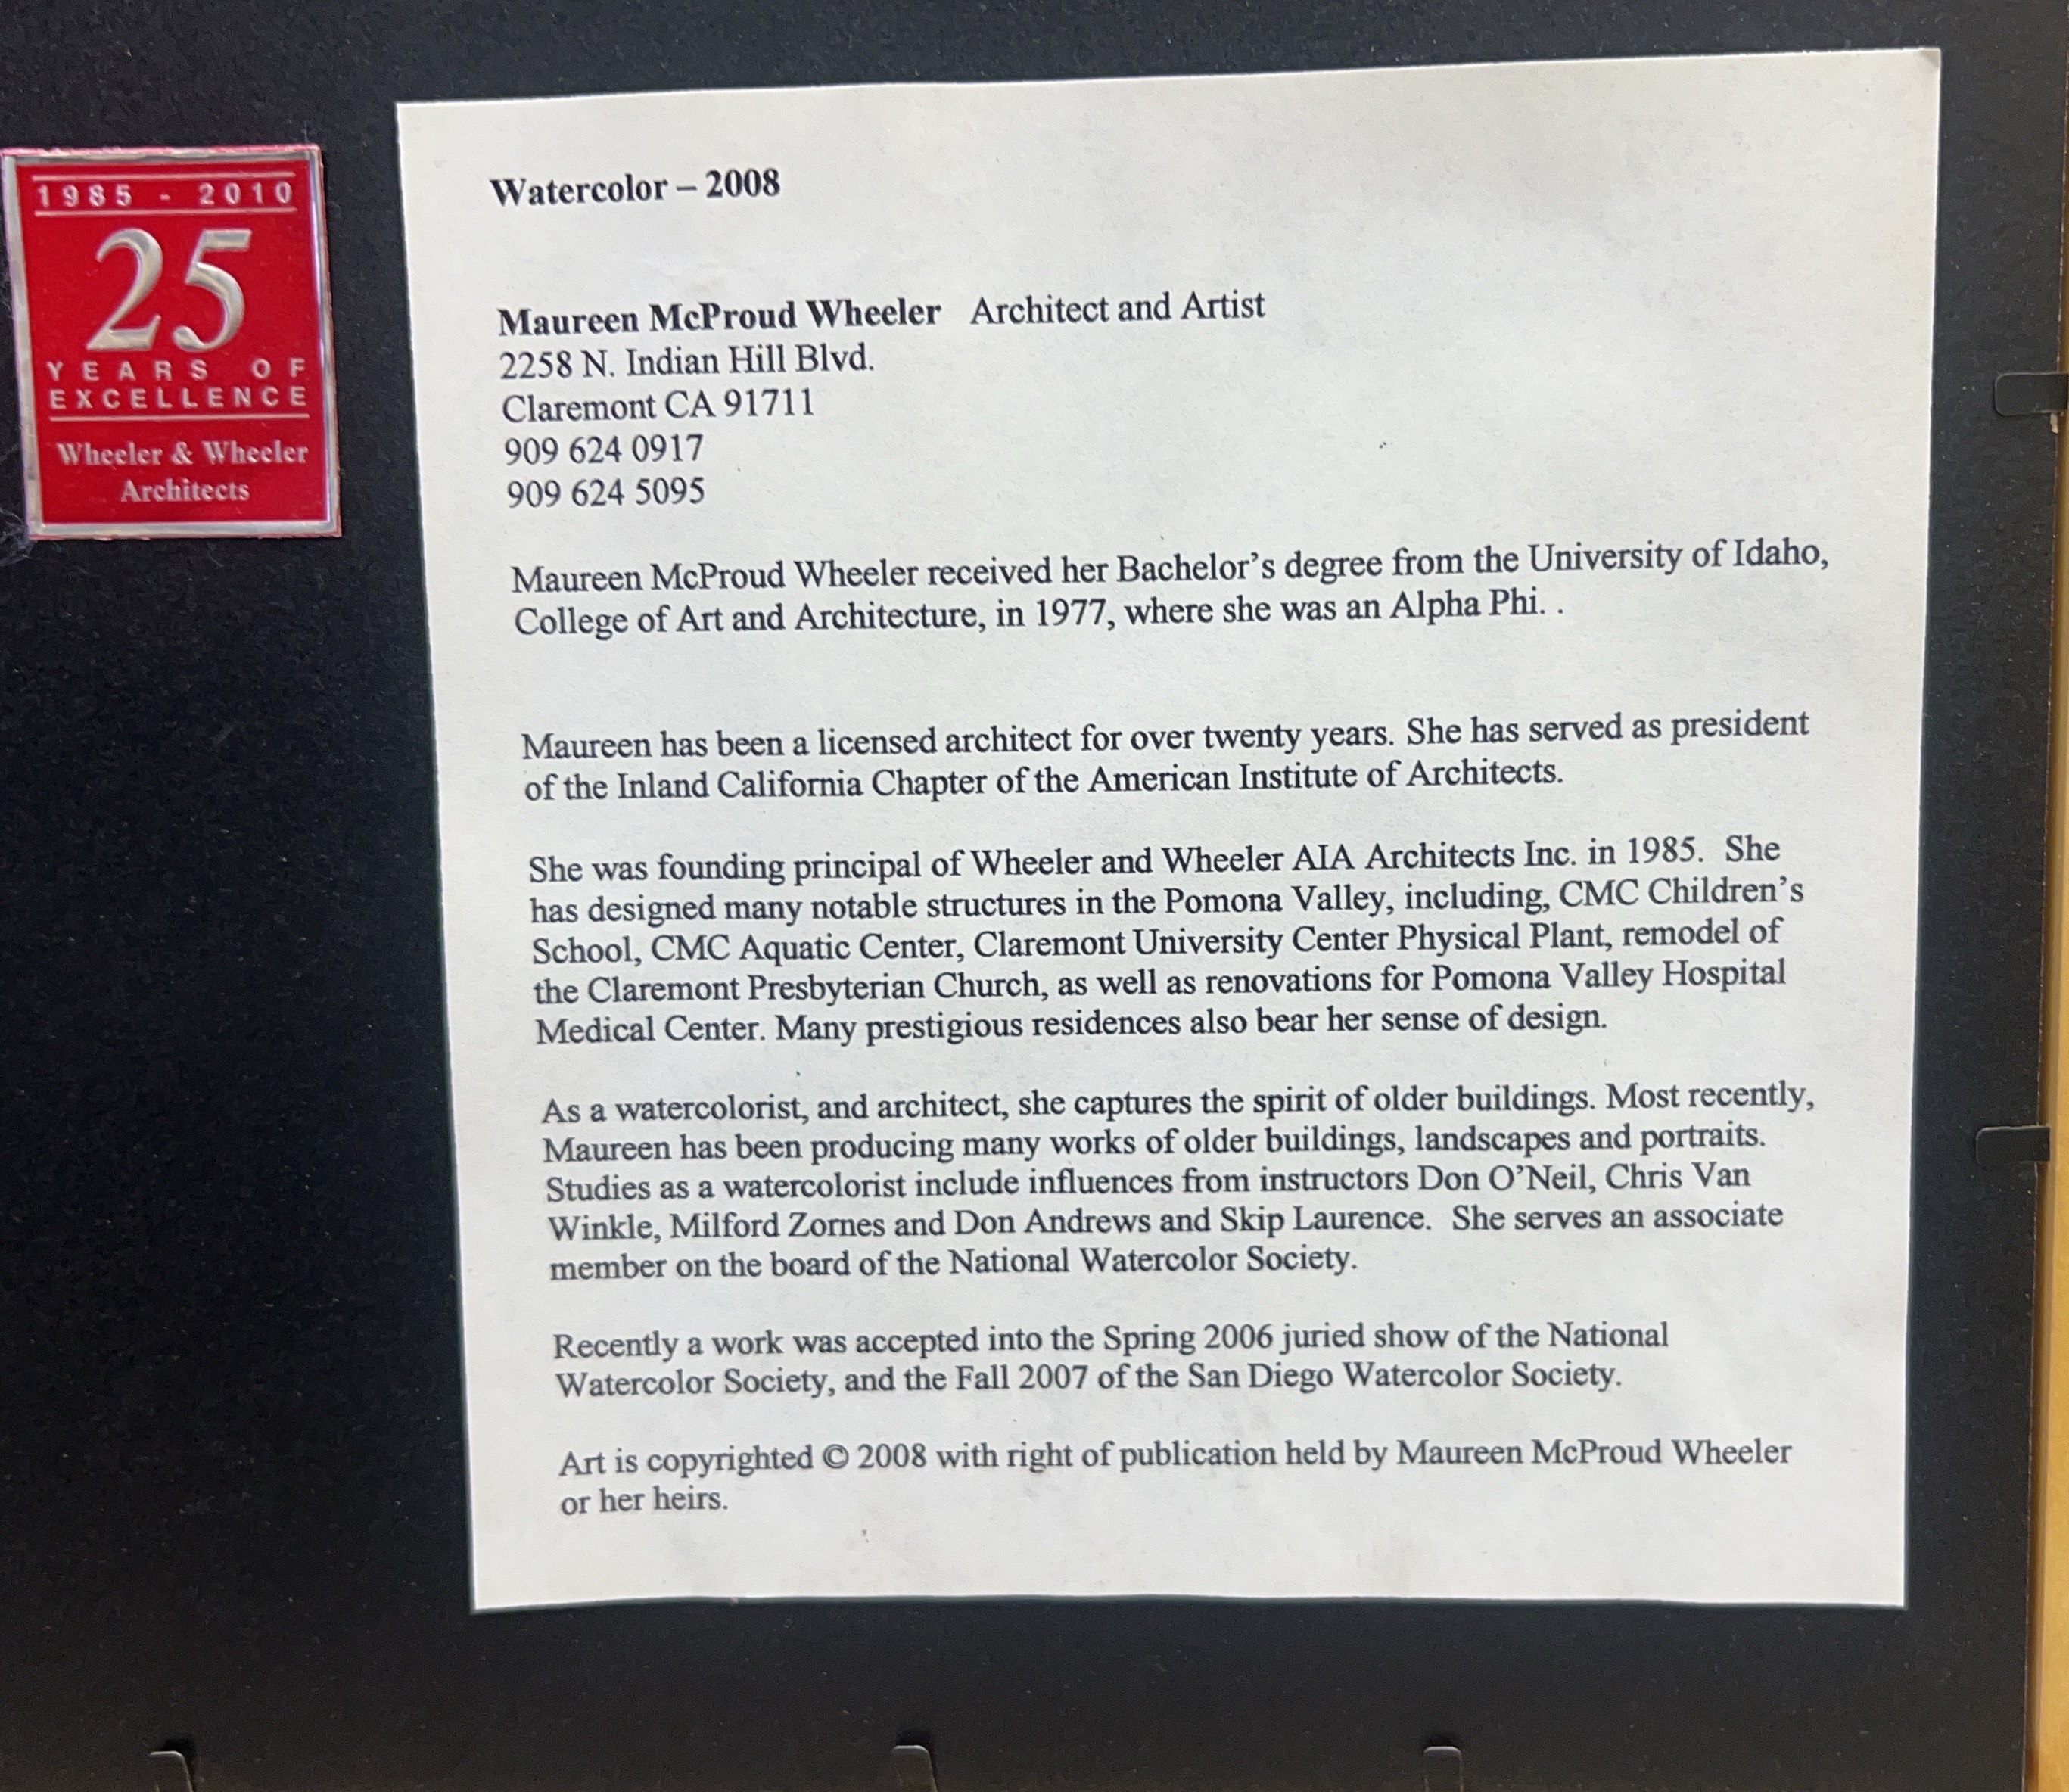 1985 - 2010
25
YEARS OF
EXCELLENCE
Wheeler & Wheeler
Architects
Watercolor – 2008
Maureen McProud Wheeler Architect and Artist
2258 N. Indian Hill Blvd.
Claremont CA 91711
909 624 0917
909 624 5095
Maureen McProud Wheeler received her Bachelor’s degree from the University of Idaho,
College of Art and Architecture, in 1977, where she was an Alpha Phi. .
Maureen has been a licensed architect for over twenty years. She has served as president
of the Inland California Chapter of the American Institute of Architects.
She was founding principal of Wheeler and Wheeler AIA Architects Inc. in 1985. She
has designed many notable structures in the Pomona Valley, including, CMC Children’s
School, CMC Aquatic Center, Claremont University Center Physical Plant, remodel of
the Claremont Presbyterian Church, as well as renovations for Pomona Valley Hospital
Medical Center. Many prestigious residences also bear her sense of design.
As a watercolorist, and architect, she captures the spirit of older buildings. Most recently,
Maureen has been producing many works of older buildings, landscapes and portraits.
Studies as a watercolorist include influences from instructors Don O’Neil, Chris Van
Winkle, Milford Zornes and Don Andrews and Skip Laurence. She serves an associate
member on the board of the National Watercolor Society.
Recently a work was accepted into the Spring 2006 juried show of the National
Watercolor Society, and the Fall 2007 of the San Diego Watercolor Society.
Art is copyrighted © 2008 with right of publication held by Maureen McProud Wheeler
or her heirs.